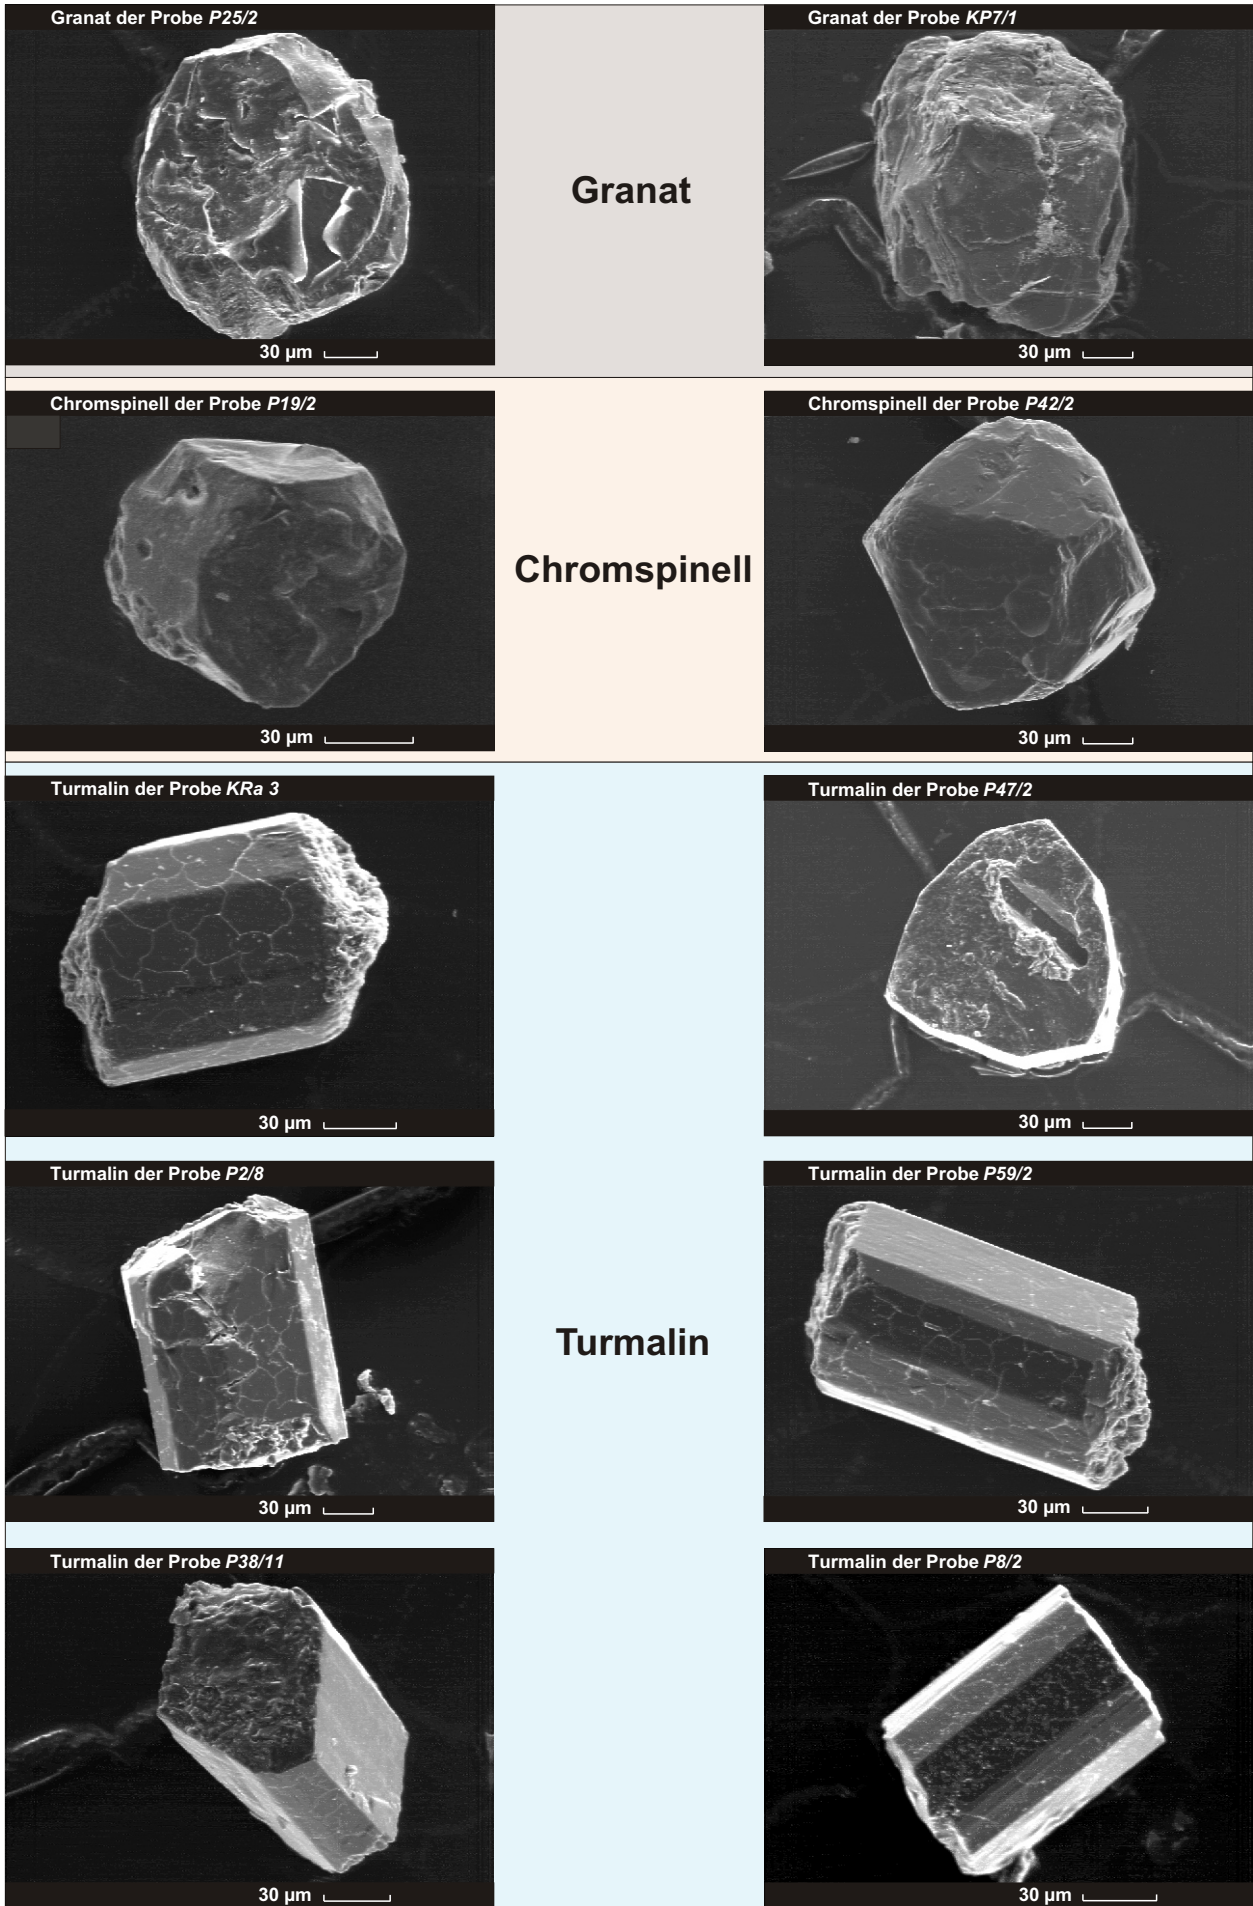 Granat der Probe P25/2
Granat der Probe KP7/1
Granat
30 µm
30 µm
Chromspinell der Probe P19/2
Chromspinell der Probe P42/2
Chromspinell
30 µm
30 µm
Turmalin der Probe KRa 3
Turmalin der Probe P47/2
30 µm
30 µm
Turmalin der Probe P2/8
Turmalin der Probe P59/2
Turmalin
30 µm
30 µm
Turmalin der Probe P38/11
Turmalin der Probe P8/2
30 µm
30 µm